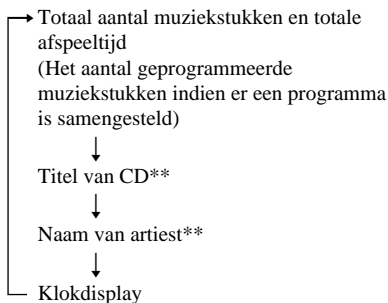 Totaal aantal muziekstukken en totale
afspeeltijd
(Het aantal geprogrammeerde
muziekstukken indien er een programma
is samengesteld)
Titel van CD**
Naam van artiest**
Klokdisplay